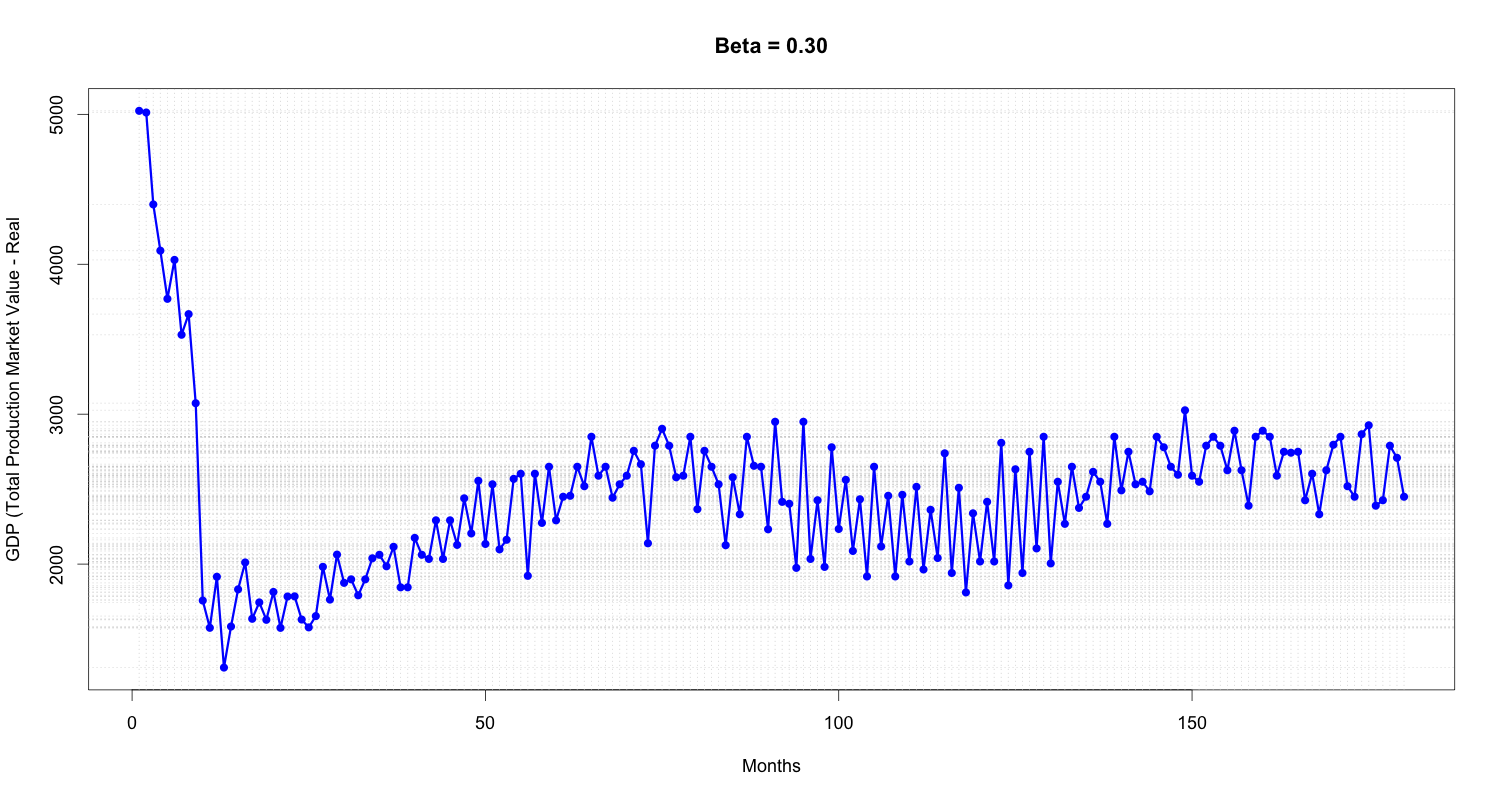 Beta = 0.30
GDP (Total Production Market Value - Real
5000
4000
3000
2000
0 50 100 150
Months